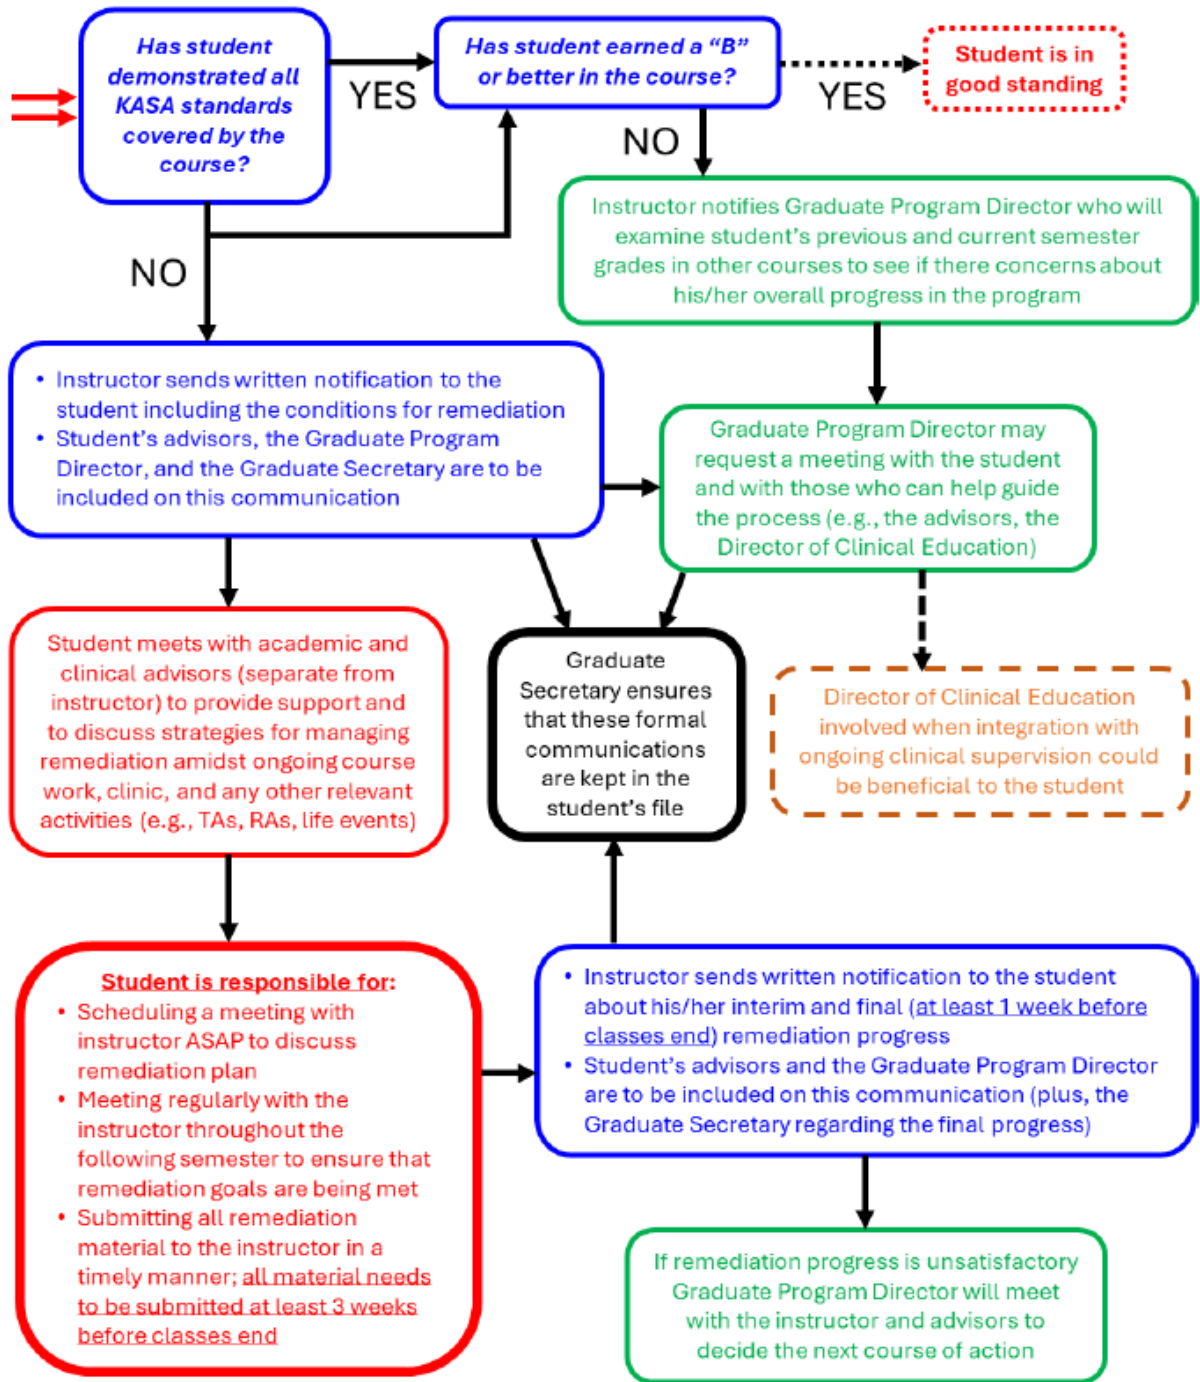 Has student
demonstrated all
KASA standards
covered by the
course?
YES
Has student earned a “B”
or better in the course?
YES
Student is in
good standing
NO
NO
Instructor notifies Graduate Program Director who will
examine student’s previous and current semester
grades in other courses to see if there concerns about
his/her overall progress in the program
• Instructor sends written notification to the
student including the conditions for remediation
• Student’s advisors, the Graduate Program
Director, and the Graduate Secretary are to be
included on this communication
Graduate Program Director may
request a meeting with the student
and with those who can help guide
the process (e.g., the advisors, the
Director of Clinical Education)
Student meets with academic and
clinical advisors (separate from
instructor) to provide support and
to discuss strategies for managing
remediation amidst ongoing course
work, clinic, and any other relevant
activities (e.g., TAs, RAs, life events)
Graduate
Secretary ensures
that these formal
communications
are kept in the
student’s file
Director of Clinical Education
involved when integration with
ongoing clinical supervision could
be beneficial to the student
Student is responsible for:
• Scheduling a meeting with
instructor ASAP to discuss
remediation plan
• Meeting regularly with the
instructor throughout the
following semester to ensure that
remediation goals are being met
• Submitting all remediation
material to the instructor in a
timely manner; all material needs
to be submitted at least 3 weeks
before classes end
• Instructor sends written notification to the student
about his/her interim and final (at least 1 week before
classes end) remediation progress
• Student’s advisors and the Graduate Program Director
are to be included on this communication (plus, the
Graduate Secretary regarding the final progress)
If remediation progress is unsatisfactory
Graduate Program Director will meet
with the instructor and advisors to
decide the next course of action